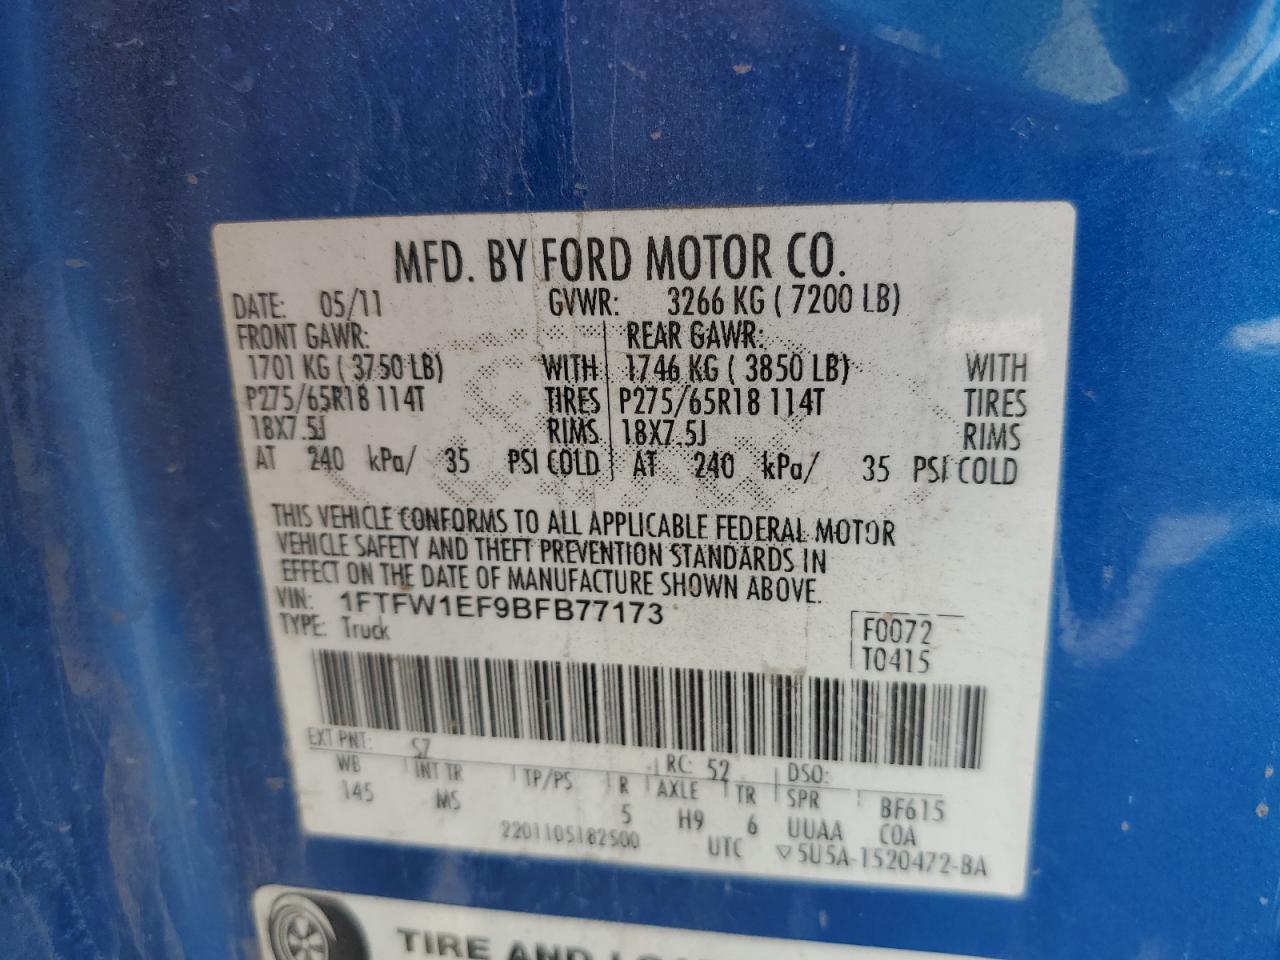 MFD. BY FORD MOTOR CO.
DATE: 05/11 GVWR: 3266 KG ( 7200 LB)
FRONT GAWR: REAR GAWR:
1701 KG ( 3750 LB) WITH 1746 KG ( 3850 LB) WITH
P275/65R18 114T TIRES P275/65R18 114T TIRES
18X7.5J RIMS 18X7.5J RIMS
AT 240 kPa/ 35 PSI COLD AT 240 kPa/ 35 PSI COLD
THIS VEHICLE CONFORMS TO ALL APPLICABLE FEDERAL MOTOR
VEHICLE SAFETY AND THEFT PREVENTION STANDARDS IN
EFFECT ON THE DATE OF MANUFACTURE SHOWN ABOVE.
VIN: 1FTFW1EF9BFB77173
TYPE: Truck
F0072
T0415
EXT PNT: SZ RC: 52 DSO:
WB INT TR TP/PS R AXLE TR SPR BF615
145 MS 5 H9 6 UUAA COA
2201105182500 UTC ▽5U5A-1520472-BA
TIRE AND